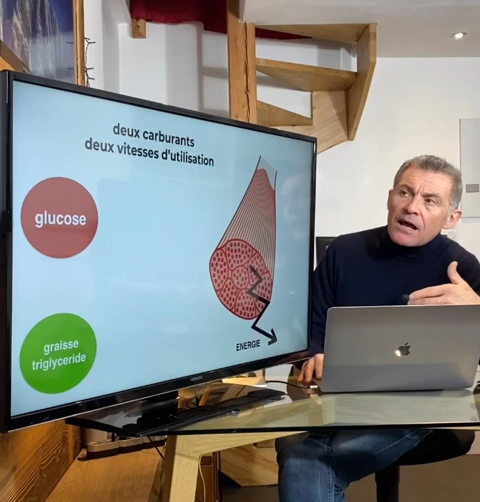 deux carburants
deux vitesses d'utilisation
glucose
graisse
triglyceride
ENERGIE